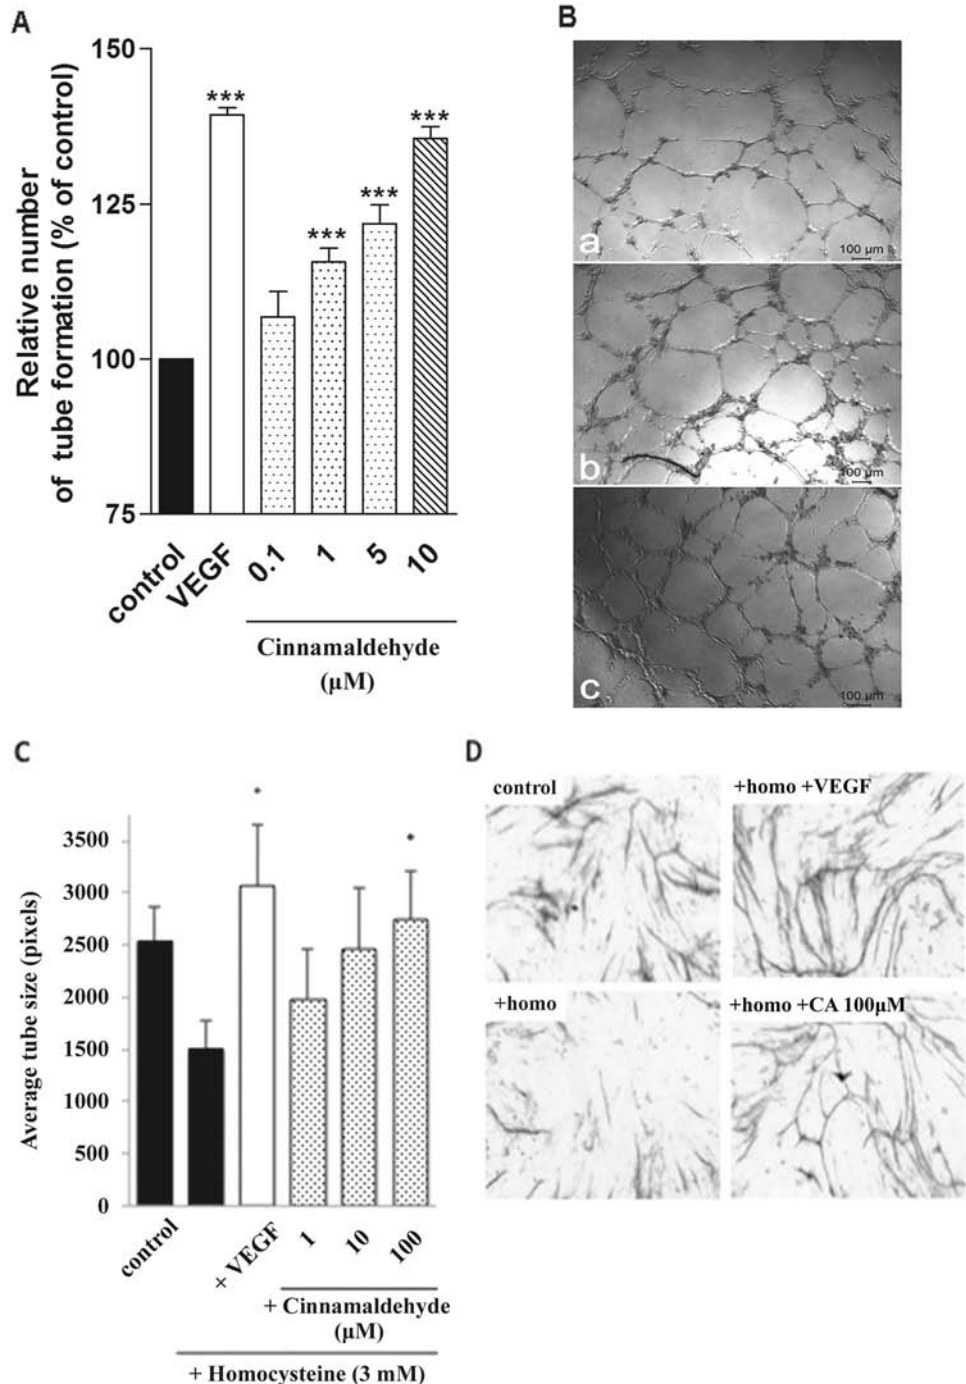 A
Relative number
of tube formation (% of control)
150
125
100
75
***
***
***
***
control
VEGF
0.1
1
5
10
Cinnamaldehyde
(µM)
B
a
100 µm
b
100 µm
c
100 µm
C
Average tube size (pixels)
3500
3000
2500
2000
1500
1000
500
0
*
*
control
+ VEGF
1
10
100
+ Cinnamaldehyde
(µM)
+ Homocysteine (3 mM)
D
control
+homo +VEGF
+homo
+homo +CA 100µM